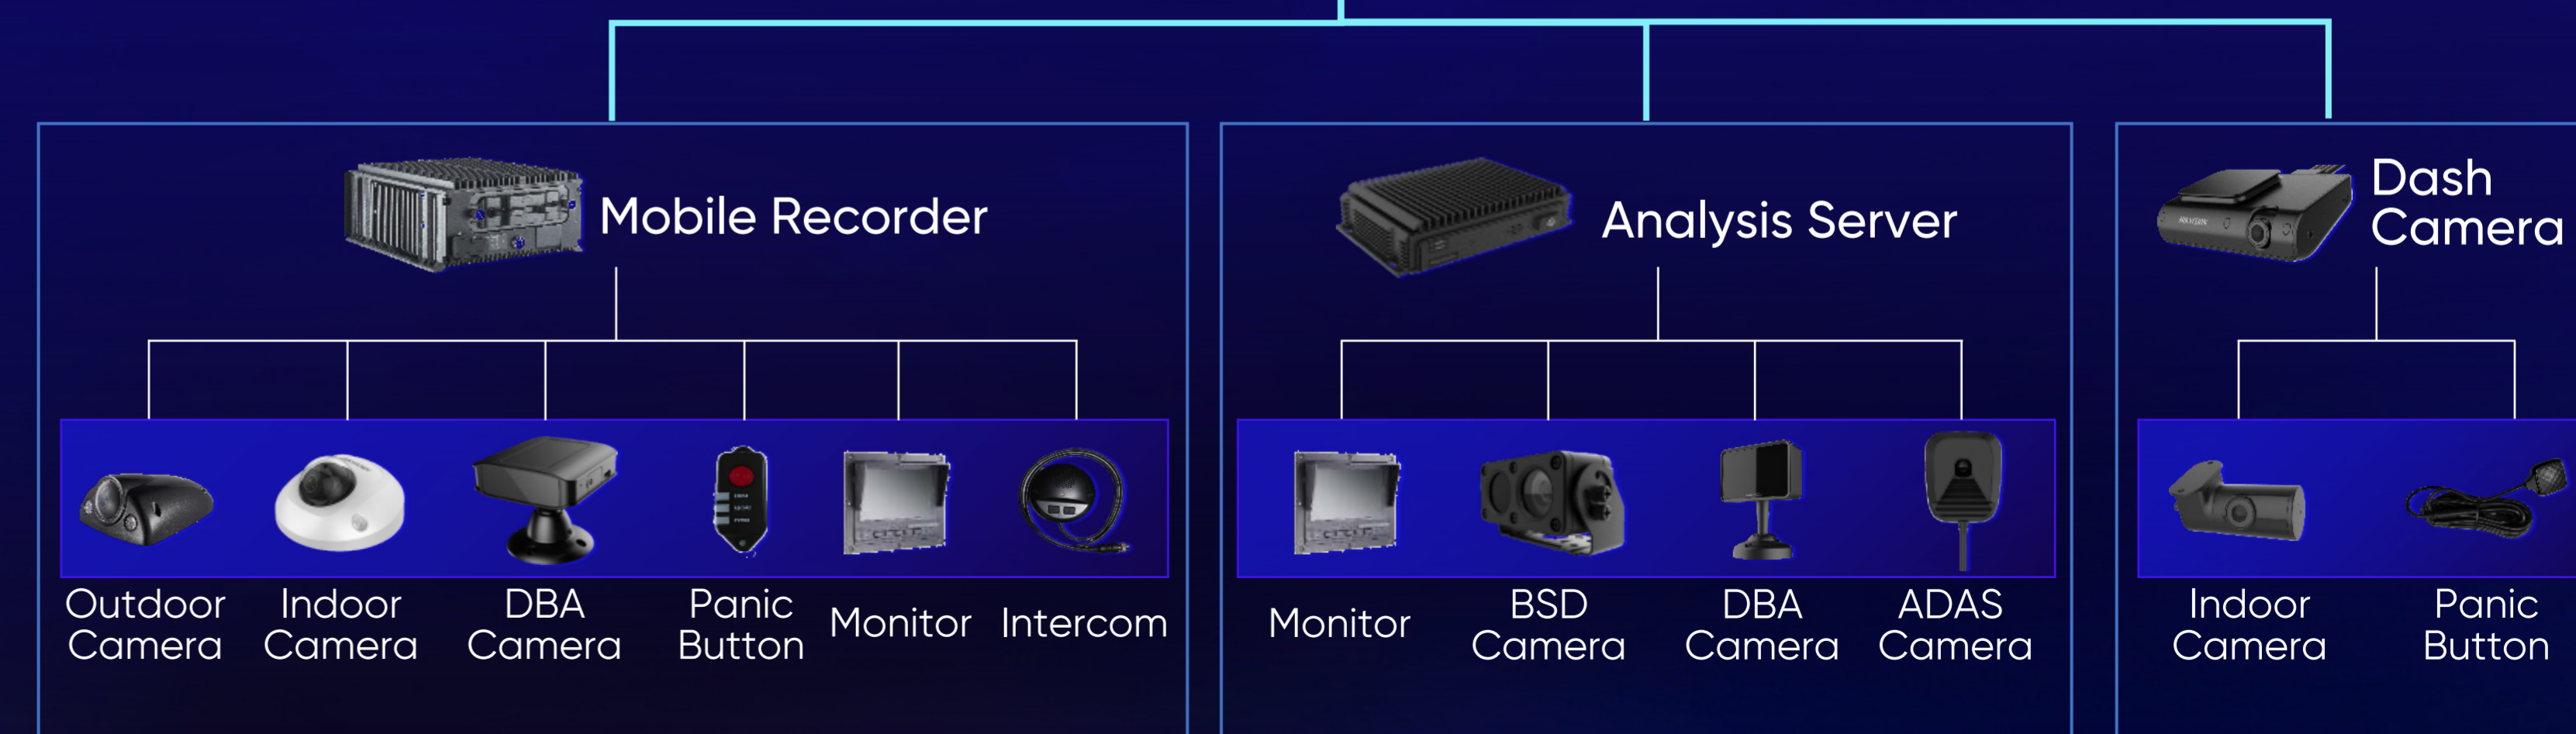 Mobile Recorder
Outdoor
Camera
Indoor
Camera
DBA
Camera
Panic
Button
Monitor
Intercom
Analysis Server
Monitor
BSD
Camera
DBA
Camera
ADAS
Camera
Dash
Camera
HIKVISION
Indoor
Camera
Panic
Button